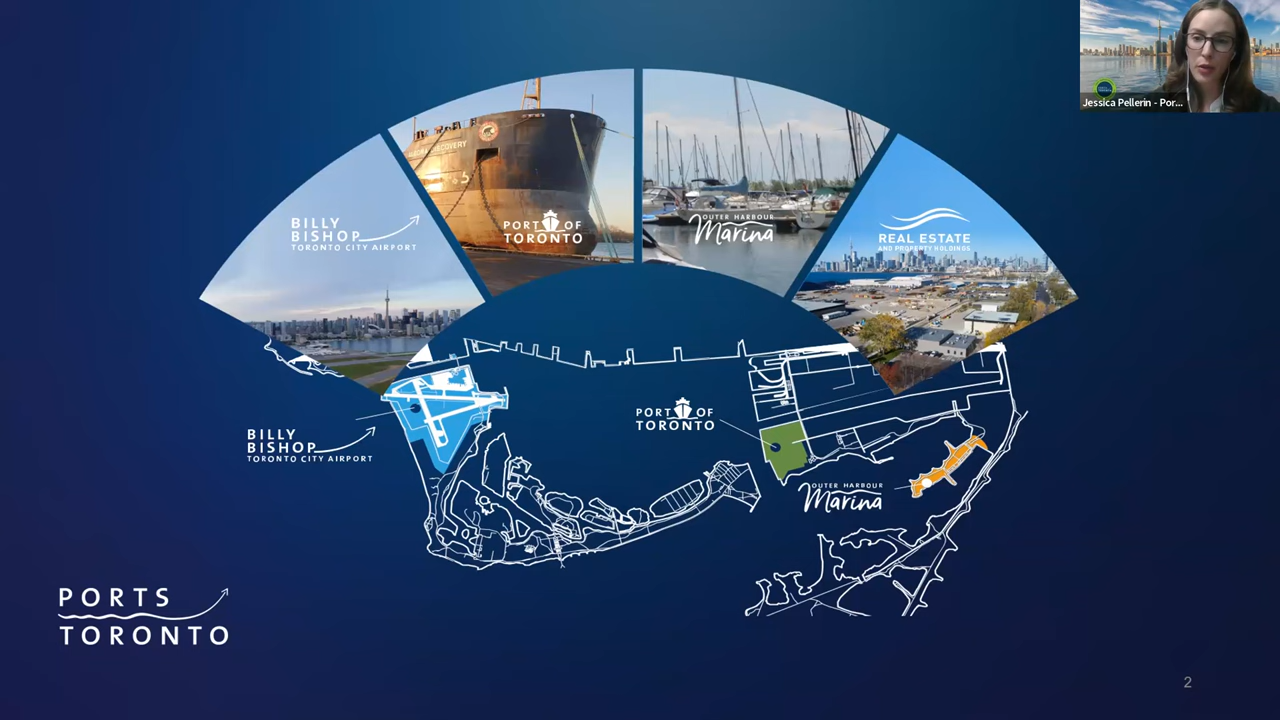 Jessica Pellerin - Por...
BILLY
BISHOP
TORONTO CITY AIRPORT
PORT OF
TORONTO
OUTER HARBOUR
Marina
REAL ESTATE
AND PROPERTY HOLDINGS
BILLY
BISHOP
TORONTO CITY AIRPORT
PORT OF
TORONTO
OUTER HARBOUR
Marina
PORTS
TORONTO
2